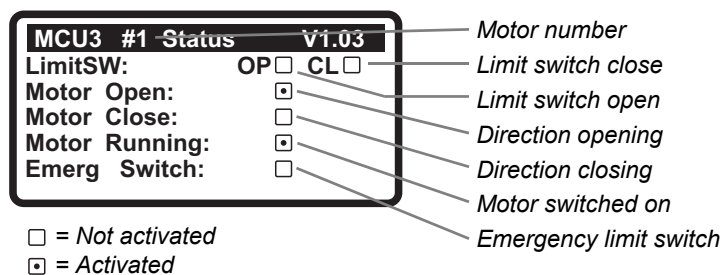 MCU3 #1 Status V1.03
LimitSW: OP□ CL□
Motor Open: ⊡
Motor Close: □
Motor Running: ⊡
Emerg Switch: □
Motor number
Limit switch close
Limit switch open
Direction opening
Direction closing
Motor switched on
Emergency limit switch
□ = Not activated
⊡ = Activated